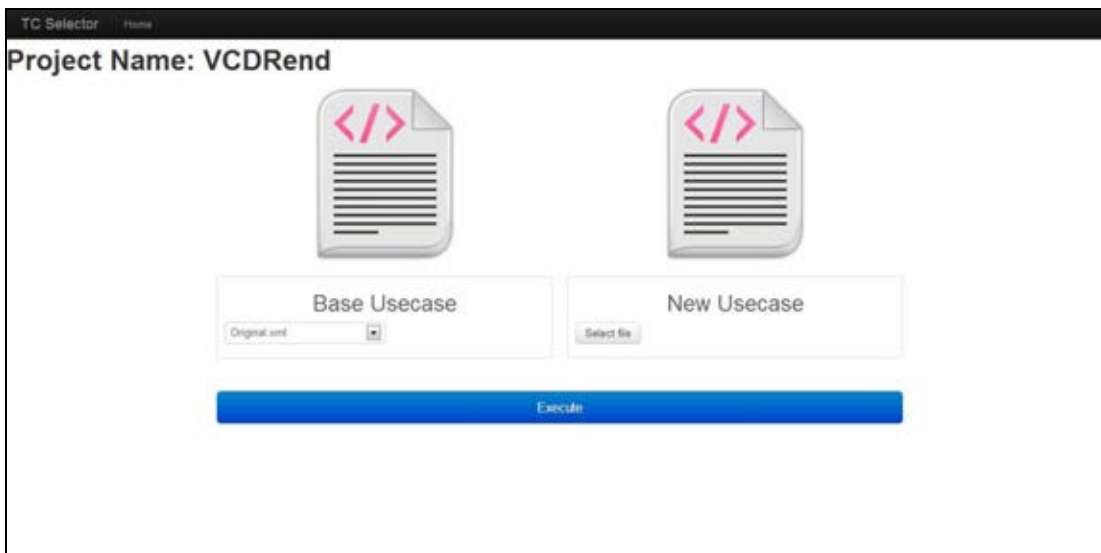 TC Selector Home
Project Name: VCDRend
</>
</>
Base Usecase
New Usecase
Original.xml
Select file
Execute